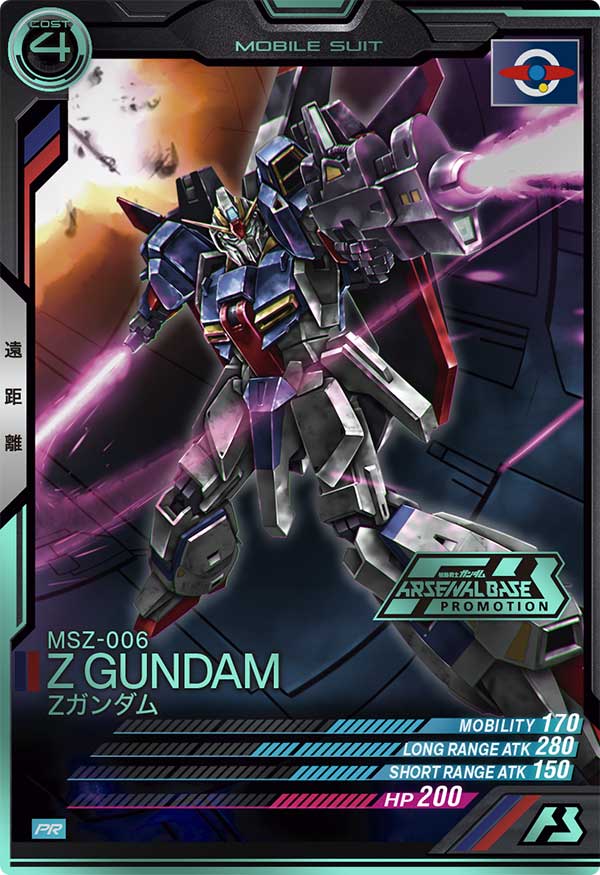 COST
4
MOBILE SUIT
遠距離
機動戦士ガンダム
ARSENAL BASE
PROMOTION
MSZ-006
Z GUNDAM
Zガンダム
MOBILITY 170
LONG RANGE ATK 280
SHORT RANGE ATK 150
HP 200
PR
AB